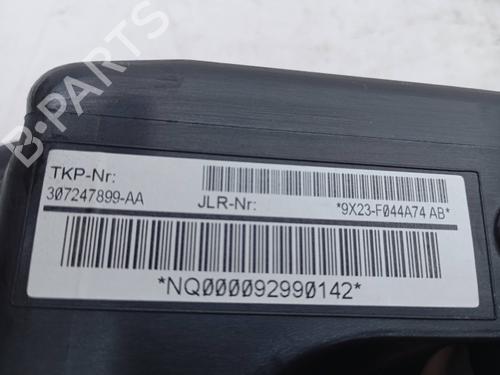 B-PARTS
TKP-Nr:
307247899-AA
JLR-Nr: *9X23-F044A74 AB*
*NQ000092990142*